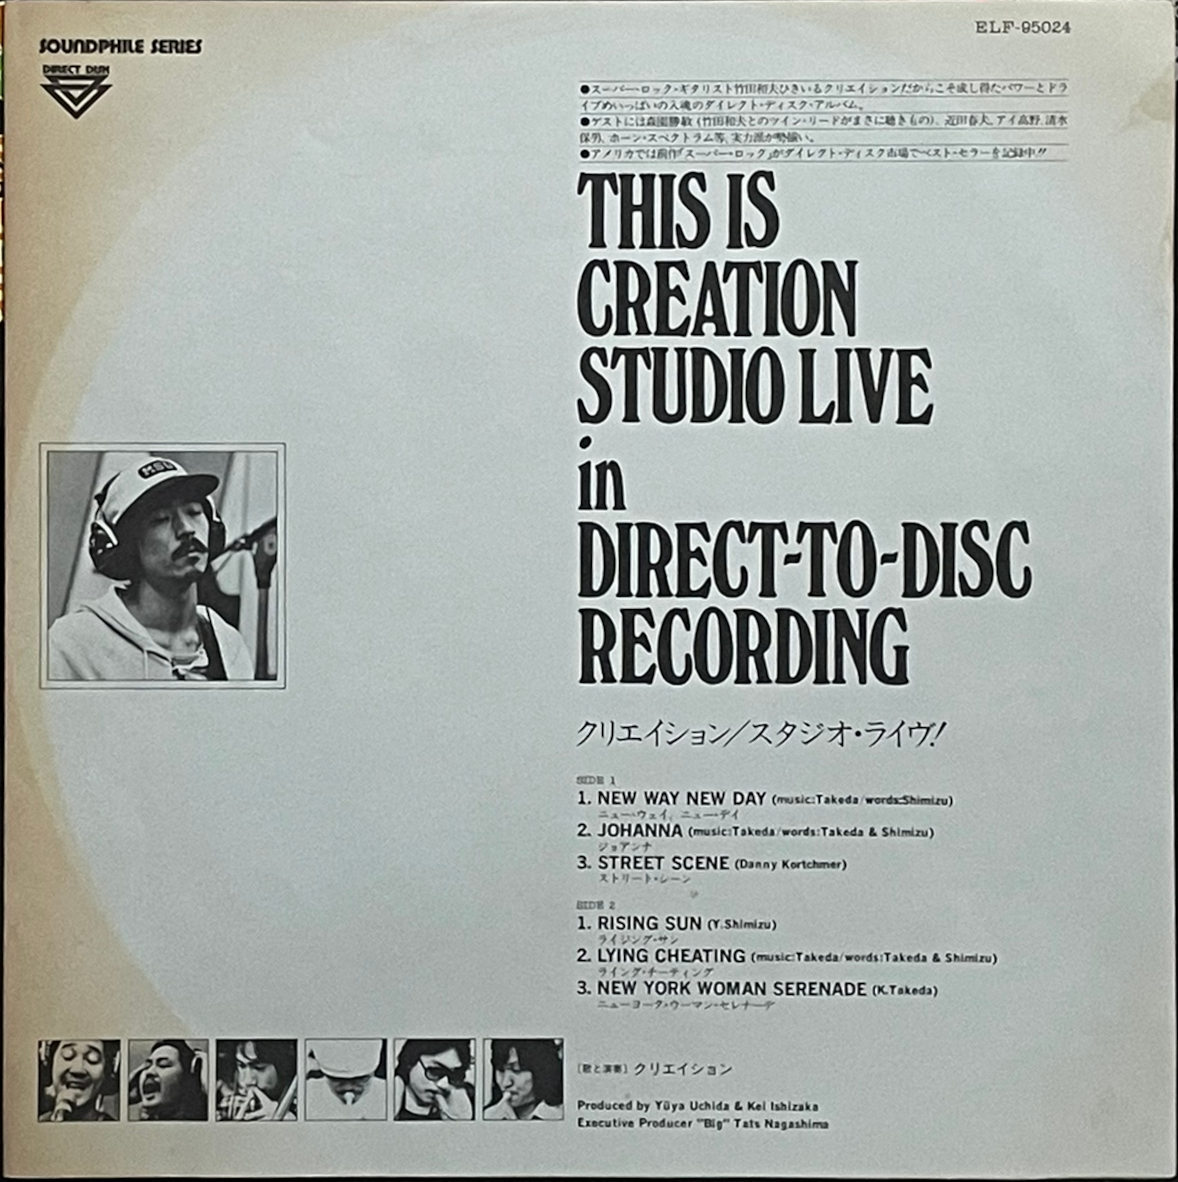 SOUNDPHILE SERIES
DIRECT DISK
ELF-95024
●スーパー・ロック・ギタリスト竹田和夫ひきいるクリエイションだからこそ成し得たパワーとドラ
イブめいっぱいの入魂のダイレクト・ディスク・アルバム。
●ゲストには森園勝敏(竹田和夫とのツイン・リードがまさに聴きもの)、近田春夫、アイ高野、清水
保男、ホーン・スペクトラム等、実力派が勢揃い。
●アメリカでは前作「スーパー・ロック」がダイレクト・ディスク市場でベスト・セラーを記録中!!
THIS IS
CREATION
STUDIO LIVE
in
DIRECT-TO-DISC
RECORDING
クリエイション/スタジオ・ライヴ!
SIDE 1
1. NEW WAY NEW DAY (music:Takeda/words:Shimizu)
ニュー・ウェイ、ニュー・デイ
2. JOHANNA (music:Takeda/words:Takeda & Shimizu)
ジョアンナ
3. STREET SCENE (Danny Kortchmer)
ストリート・シーン
SIDE 2
1. RISING SUN (Y.Shimizu)
ライジング・サン
2. LYING CHEATING (music:Takeda/words:Takeda & Shimizu)
ライング・チーティング
3. NEW YORK WOMAN SERENADE (K.Takeda)
ニューヨーク・ウーマン・セレナーデ
[歌と演奏] クリエイション
Produced by Yūya Uchida & Kei Ishizaka
Executive Producer "Big" Tats Nagashima